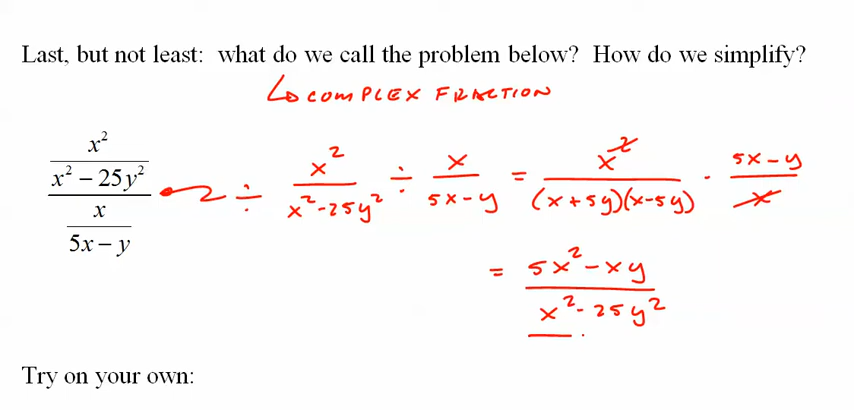 Last, but not least: what do we call the problem below? How do we simplify?
↳ COMPLEX FRACTION
x²
x² – 25y²
x
5x – y
÷ x² / x²-25y² ÷ x / 5x-y = x² / (x+5y)(x-5y) · 5x-y / x
= 5x²-xy / x²-25y²
Try on your own: